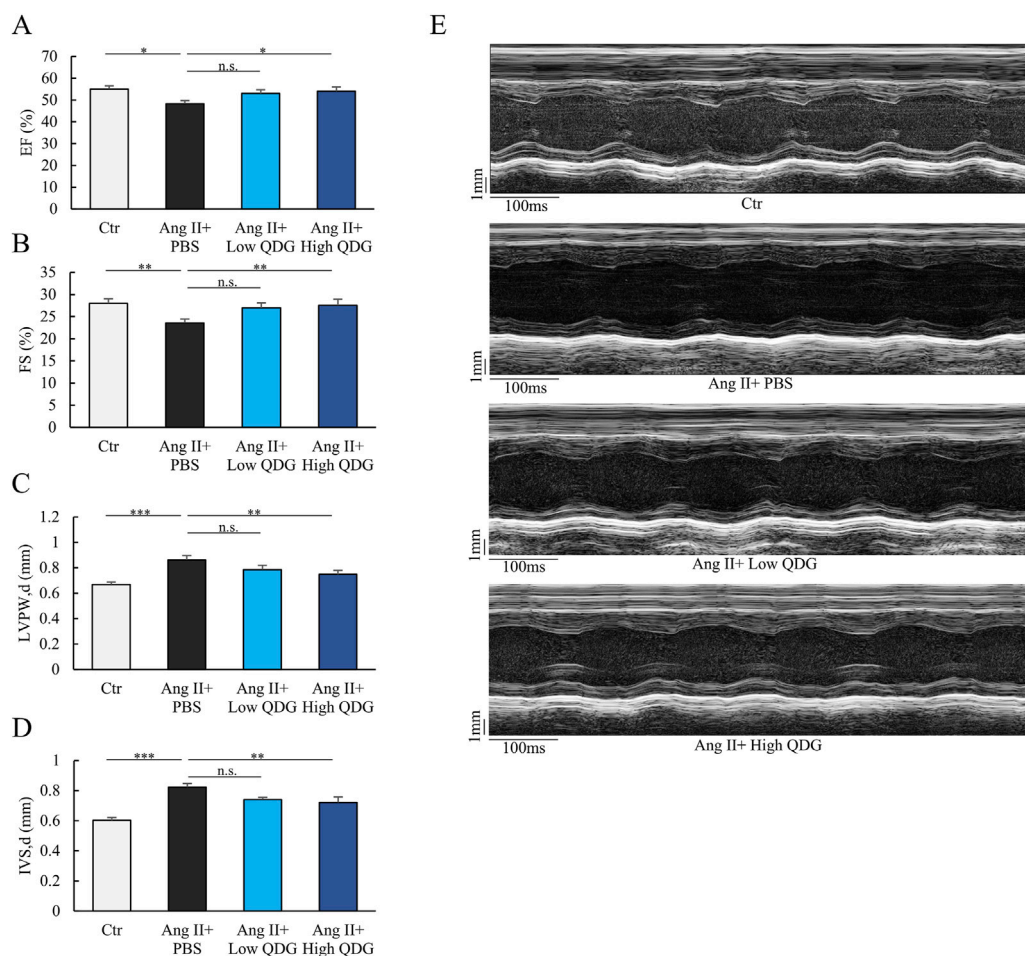 A
* *
n.s.
70
60
50
40
30
20
10
0
EF (%)
Ctr
Ang II+ PBS
Ang II+ Low QDG
Ang II+ High QDG
B
** **
n.s.
35
30
25
20
15
10
5
0
FS (%)
Ctr
Ang II+ PBS
Ang II+ Low QDG
Ang II+ High QDG
C
*** **
n.s.
1.2
1
0.8
0.6
0.4
0.2
0
LVPW,d (mm)
Ctr
Ang II+ PBS
Ang II+ Low QDG
Ang II+ High QDG
D
*** **
n.s.
1
0.8
0.6
0.4
0.2
0
IVS,d (mm)
Ctr
Ang II+ PBS
Ang II+ Low QDG
Ang II+ High QDG
E
1mm
100ms
Ctr
1mm
100ms
Ang II+ PBS
1mm
100ms
Ang II+ Low QDG
1mm
100ms
Ang II+ High QDG